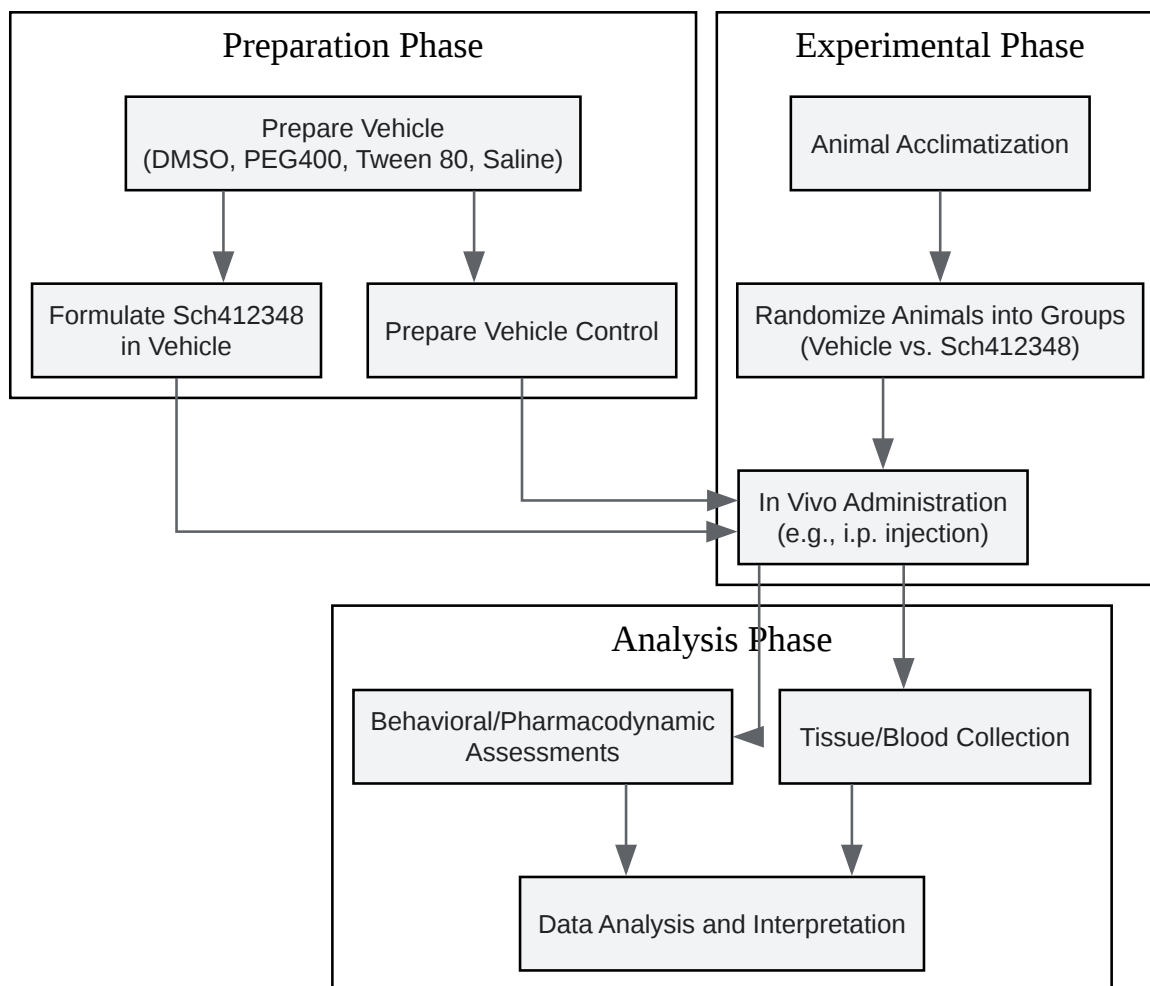 Preparation Phase
Prepare Vehicle
(DMSO, PEG400, Tween 80, Saline)
Formulate Sch412348
in Vehicle
Prepare Vehicle Control
Experimental Phase
Animal Acclimatization
Randomize Animals into Groups
(Vehicle vs. Sch412348)
In Vivo Administration
(e.g., i.p. injection)
Analysis Phase
Behavioral/Pharmacodynamic
Assessments
Tissue/Blood Collection
Data Analysis and Interpretation